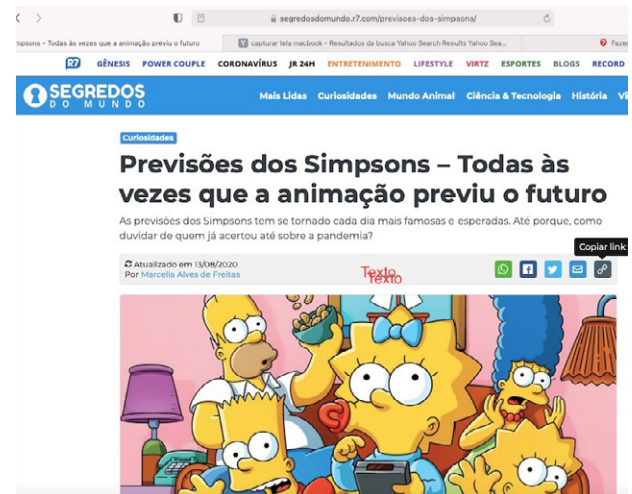 segredosdomundo.r7.com/previsoes-dos-simpsons/
mpsons - Todas às vezes que a animação previu o futuro
capturar tela macbook - Resultados da busca Yahoo Search Results Yahoo Sea...
Fazer
R7 GÊNESIS POWER COUPLE CORONAVÍRUS JR 24H ENTRETENIMENTO LIFESTYLE VIRTZ ESPORTES BLOGS RECORD
SEGREDOS
DO MUNDO
Mais Lidas Curiosidades Mundo Animal Ciência & Tecnologia História Vi
Curiosidades
Previsões dos Simpsons – Todas às
vezes que a animação previu o futuro
As previsões dos Simpsons tem se tornado cada dia mais famosas e esperadas. Até porque, como
duvidar de quem já acertou até sobre a pandemia?
Copiar link:
Atualizado em 13/08/2020
Por Marcella Alves de Freitas
Texto
Texto